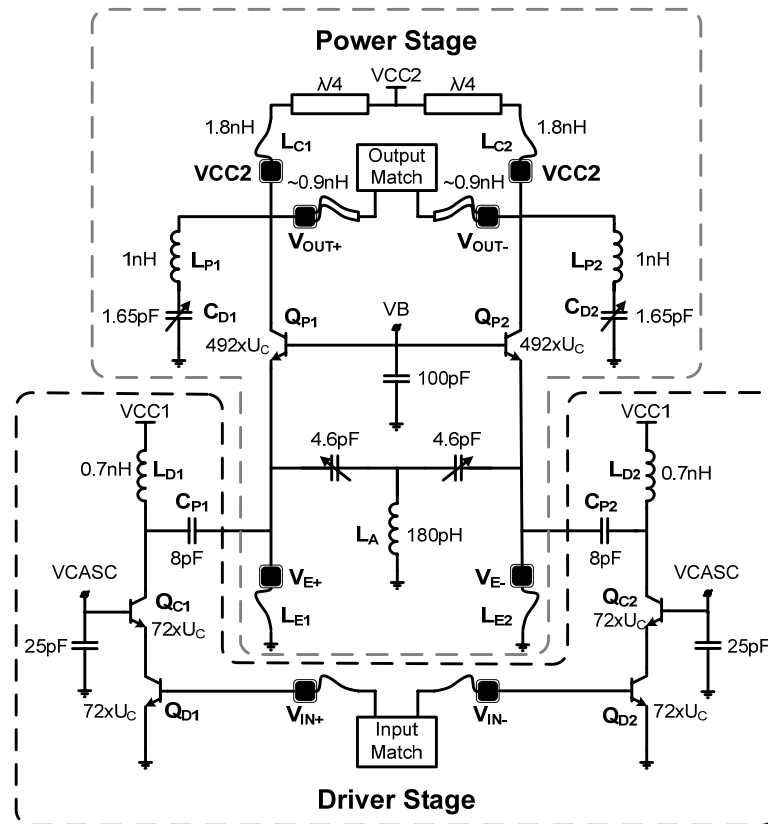 Power Stage
VCC2
λ/4 λ/4
1.8nH LC1 LC2 1.8nH
VCC2 Output Match VCC2
~0.9nH ~0.9nH
VOUT+ VOUT-
1nH LP1 LP2 1nH
1.65pF CD1 CD2 1.65pF
QP1 VB QP2
492xUC 492xUC
100pF
VCC1 4.6pF 4.6pF VCC1
0.7nH LD1 LD2 0.7nH
CP1 CP2
8pF LA 180pH 8pF
VCASC VE+ VE- VCASC
QC1 QC2
25pF 72xUC LE1 LE2 72xUC 25pF
72xUC QD1 VIN+ VIN- QD2 72xUC
Input Match
Driver Stage